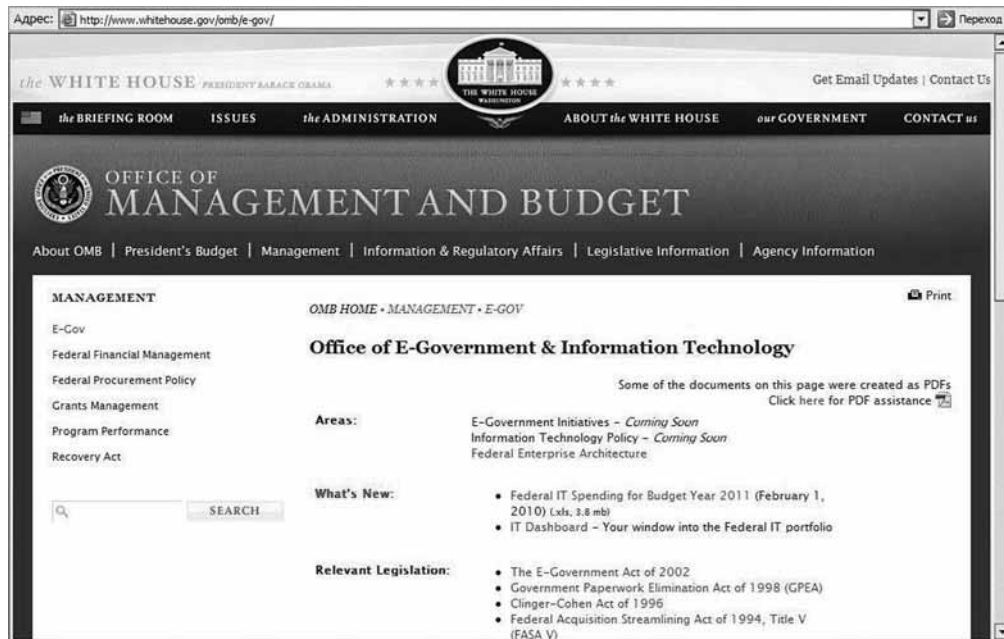 Адрес: http://www.whitehouse.gov/omb/e-gov/ Переход
the WHITE HOUSE PRESIDENT BARACK OBAMA THE WHITE HOUSE WASHINGTON Get Email Updates | Contact Us
the BRIEFING ROOM ISSUES the ADMINISTRATION ABOUT the WHITE HOUSE our GOVERNMENT CONTACT us
OFFICE OF
MANAGEMENT AND BUDGET
About OMB | President's Budget | Management | Information & Regulatory Affairs | Legislative Information | Agency Information
MANAGEMENT
E-Gov
Federal Financial Management
Federal Procurement Policy
Grants Management
Program Performance
Recovery Act
SEARCH
Print
OMB HOME • MANAGEMENT • E-GOV
Office of E-Government & Information Technology
Some of the documents on this page were created as PDFs
Click here for PDF assistance
Areas:
E-Government Initiatives – Coming Soon
Information Technology Policy – Coming Soon
Federal Enterprise Architecture
What's New:
• Federal IT Spending for Budget Year 2011 (February 1,
2010) (.xls, 3.8 mb)
• IT Dashboard – Your window into the Federal IT portfolio
Relevant Legislation:
• The E-Government Act of 2002
• Government Paperwork Elimination Act of 1998 (GPEA)
• Clinger-Cohen Act of 1996
• Federal Acquisition Streamlining Act of 1994, Title V
(FASA V)